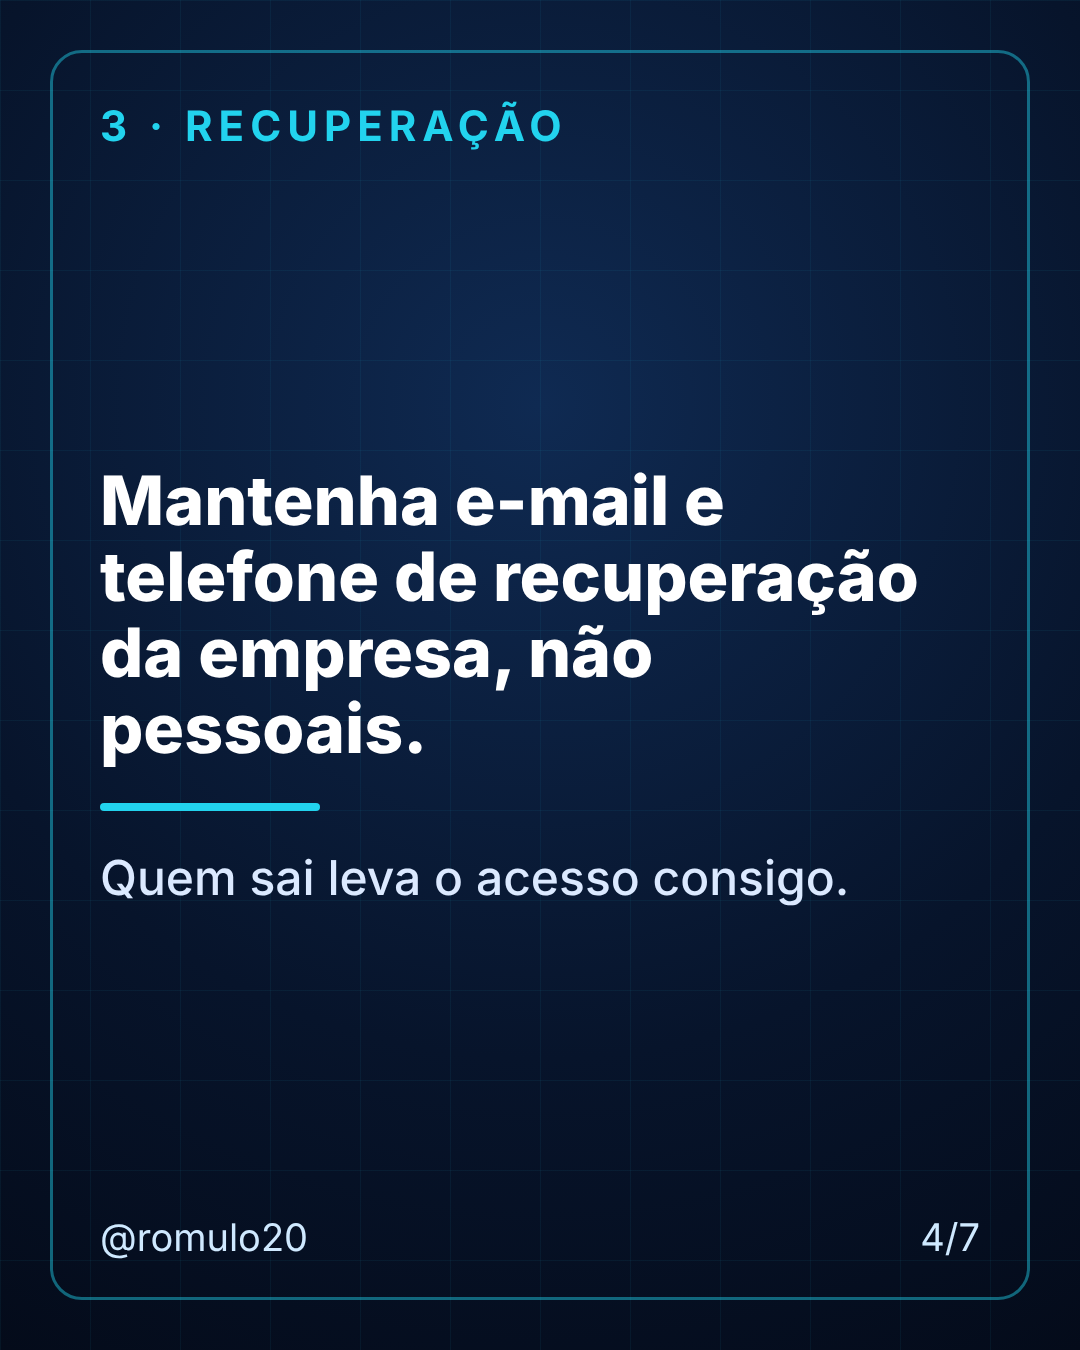 3 · RECUPERAÇÃO
Mantenha e-mail e
telefone de recuperação
da empresa, não
pessoais.
Quem sai leva o acesso consigo.
@romulo20
4/7